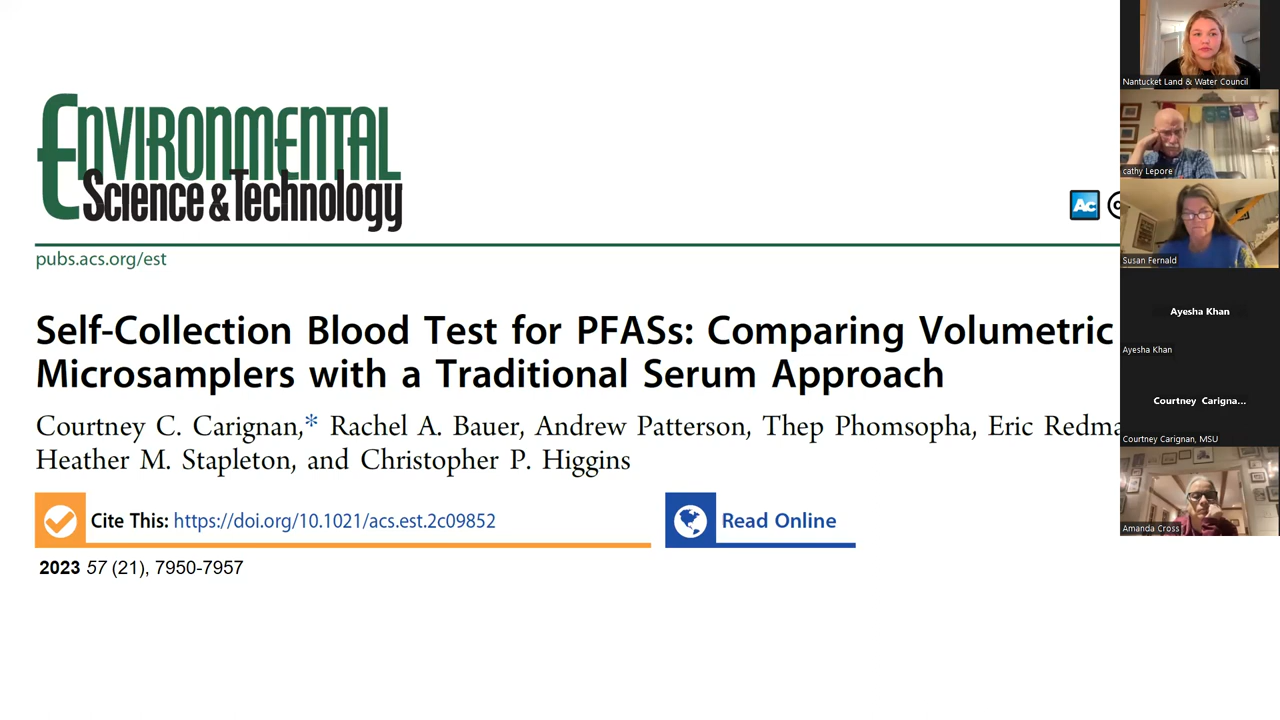 ENVIRONMENTAL
Science & Technology
pubs.acs.org/est
Self-Collection Blood Test for PFASs: Comparing Volumetric
Microsamplers with a Traditional Serum Approach
Courtney C. Carignan,* Rachel A. Bauer, Andrew Patterson, Thep Phomsopha, Eric Redma
Heather M. Stapleton, and Christopher P. Higgins
Cite This: https://doi.org/10.1021/acs.est.2c09852
Read Online
2023 57 (21), 7950-7957
Nantucket Land & Water Council
cathy Lepore
Susan Fernald
Ayesha Khan
Ayesha Khan
Courtney Carigna...
Courtney Carignan, MSU
Amanda Cross